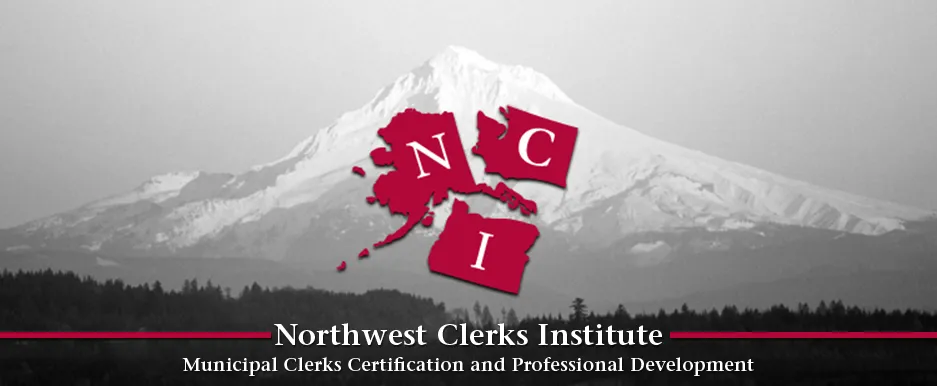 N C
I
Northwest Clerks Institute
Municipal Clerks Certification and Professional Development